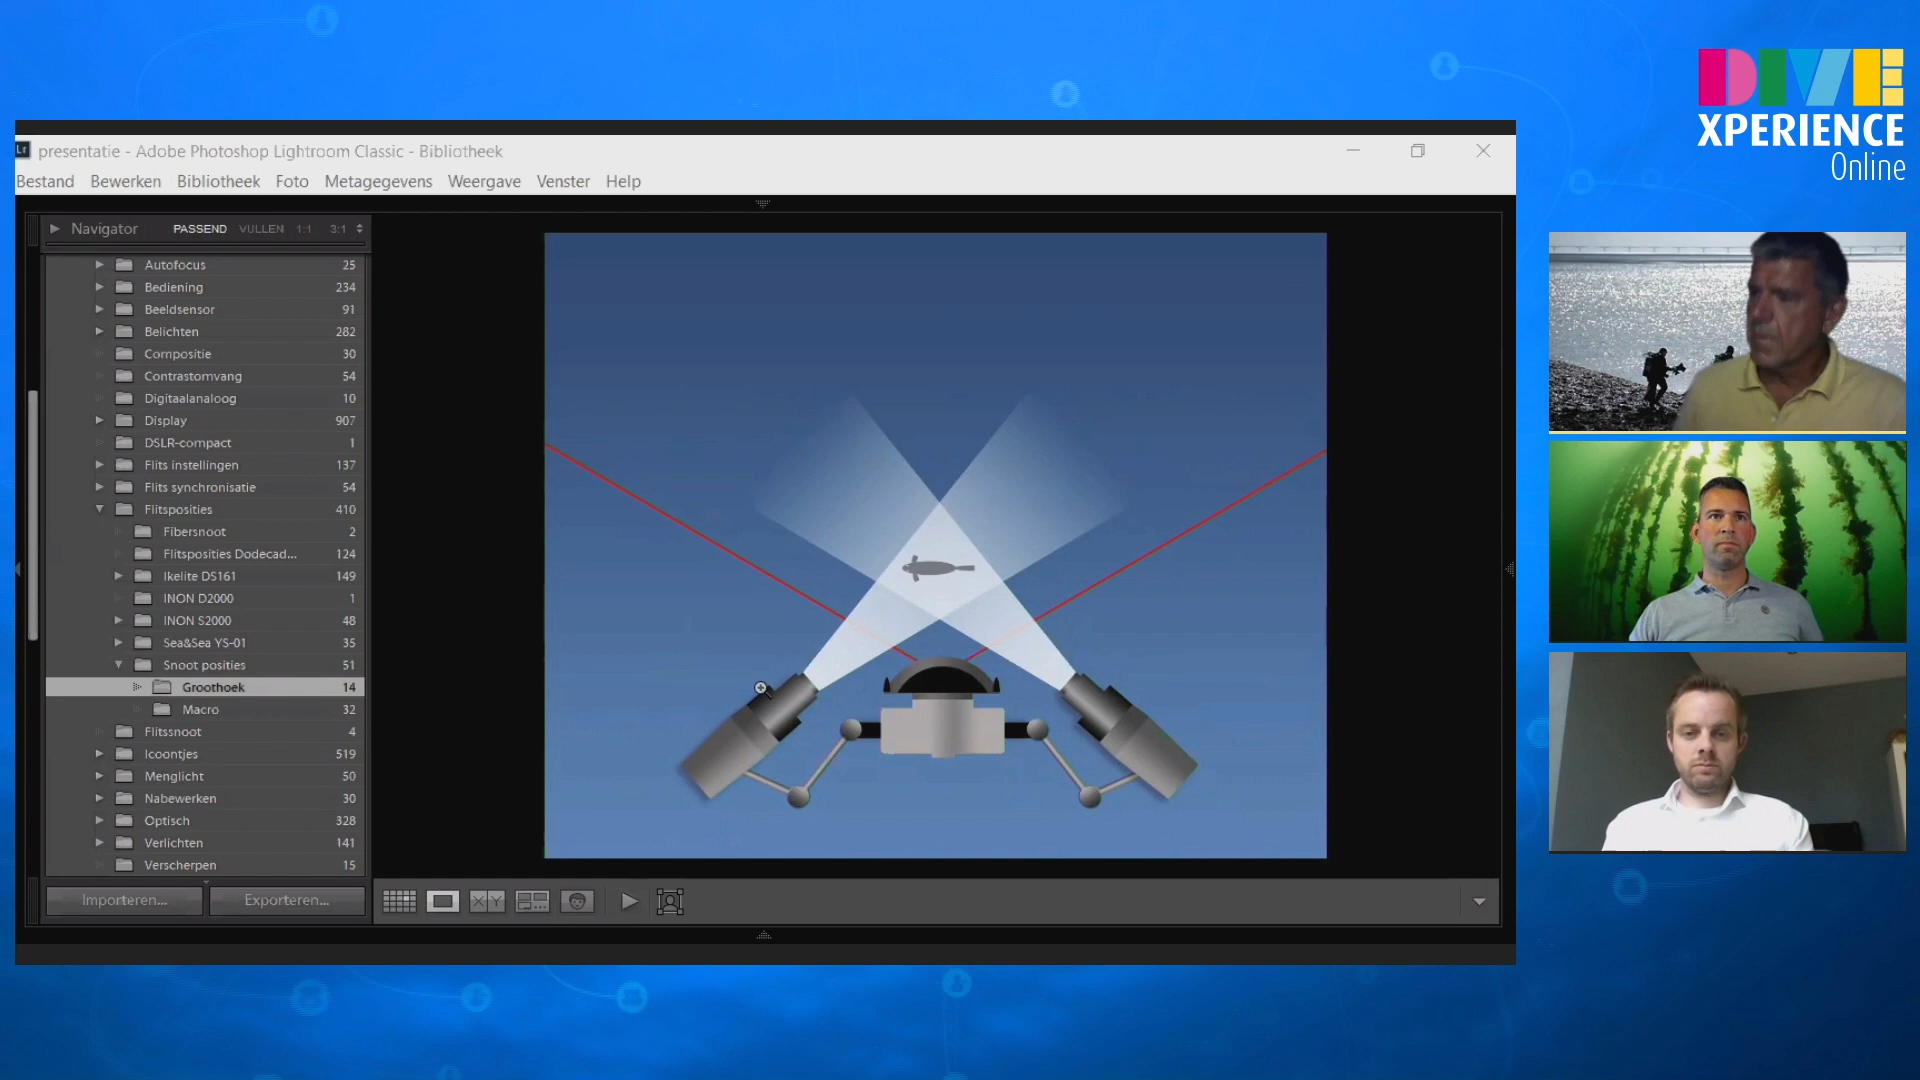 DIVE
XPERIENCE
Online
Lr presentatie - Adobe Photoshop Lightroom Classic - Bibliotheek
Bestand Bewerken Bibliotheek Foto Metagegevens Weergave Venster Help
Navigator PASSEND VULLEN 1:1 3:1
Autofocus 25
Bediening 234
Beeldsensor 91
Belichten 282
Compositie 30
Contrastomvang 54
Digitaalanaloog 10
Display 907
DSLR-compact 1
Flits instellingen 137
Flits synchronisatie 54
Flitsposities 410
Fibersnoot 2
Flitsposities Dodecad... 124
Ikelite DS161 149
INON D2000 1
INON S2000 48
Sea&Sea YS-01 35
Snoot posities 51
Groothoek 14
Macro 32
Flitssnoot 4
Icoontjes 519
Menglicht 50
Nabewerken 30
Optisch 328
Verlichten 141
Verscherpen 15
Importeren... Exporteren...
X Y